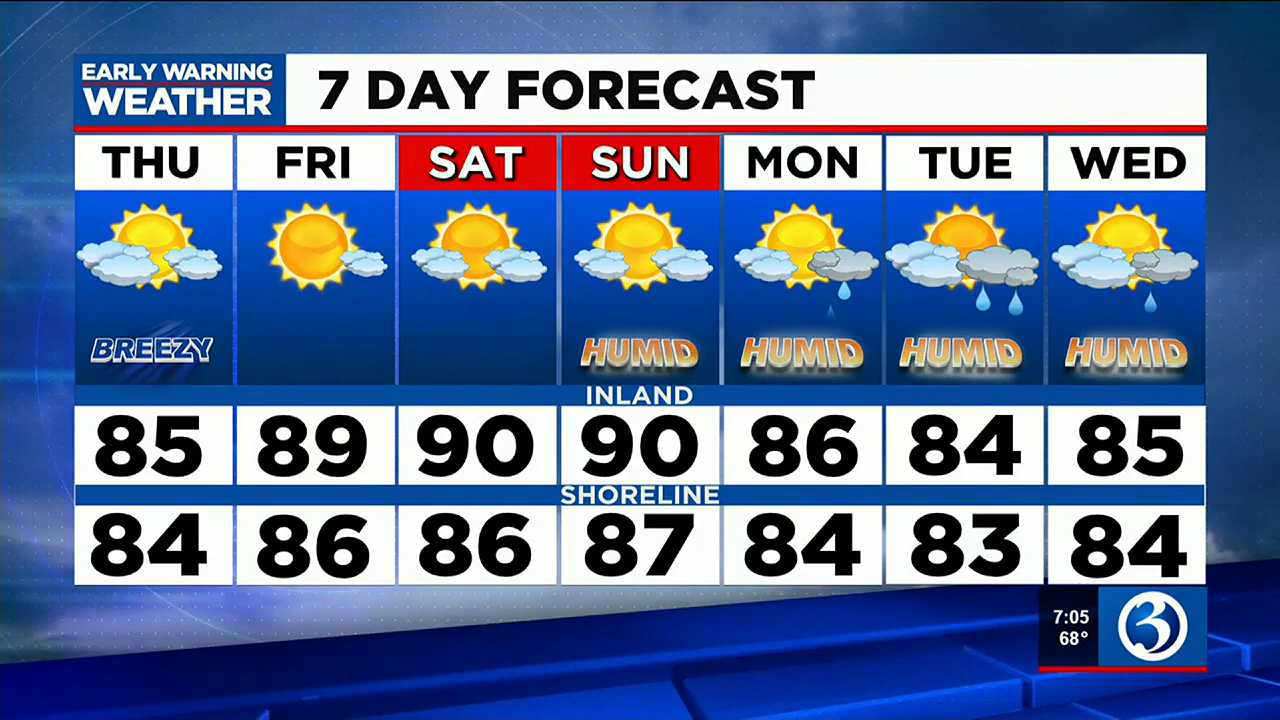 EARLY WARNING
WEATHER
7 DAY FORECAST
THU FRI SAT SUN MON TUE WED
BREEZY HUMID HUMID HUMID HUMID
INLAND
85 89 90 90 86 84 85
SHORELINE
84 86 86 87 84 83 84
7:05
68°
3